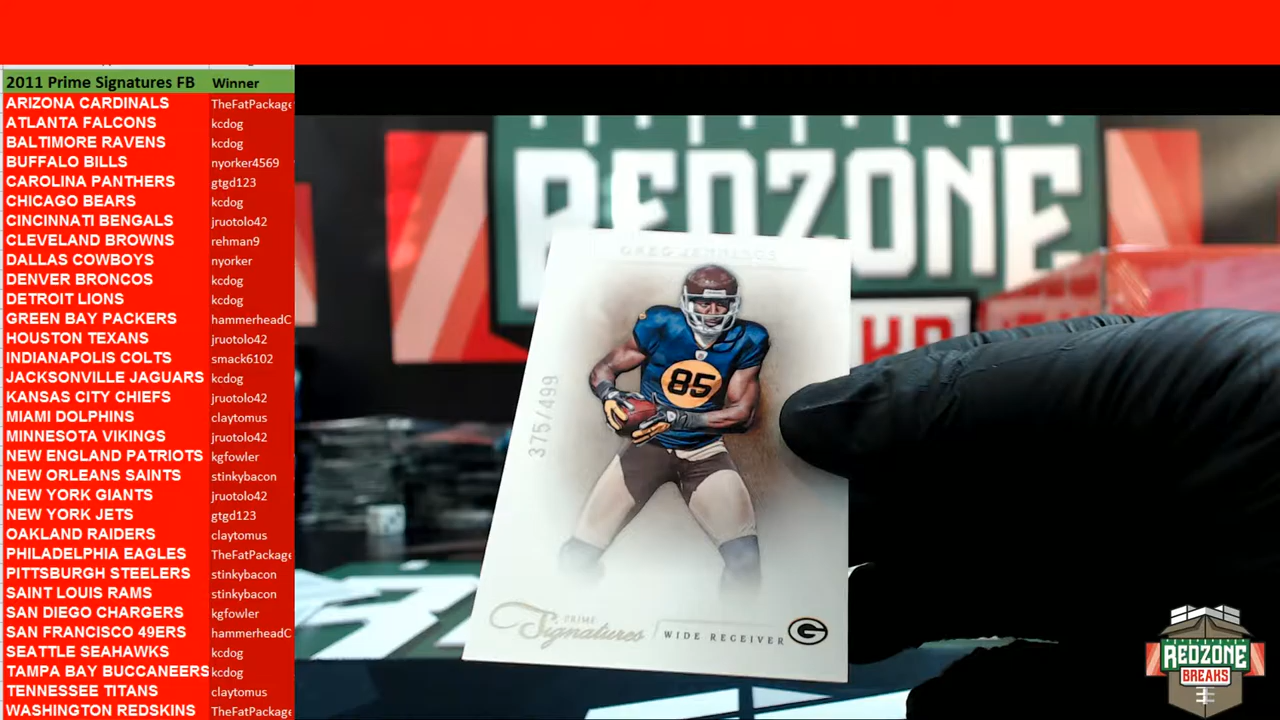 2011 Prime Signatures FB Winner
ARIZONA CARDINALS TheFatPackage
ATLANTA FALCONS kcdog
BALTIMORE RAVENS kcdog
BUFFALO BILLS nyorker4569
CAROLINA PANTHERS gtgd123
CHICAGO BEARS kcdog
CINCINNATI BENGALS jruotolo42
CLEVELAND BROWNS rehman9
DALLAS COWBOYS nyorker
DENVER BRONCOS kcdog
DETROIT LIONS kcdog
GREEN BAY PACKERS hammerheadC
HOUSTON TEXANS jruotolo42
INDIANAPOLIS COLTS smack6102
JACKSONVILLE JAGUARS kcdog
KANSAS CITY CHIEFS jruotolo42
MIAMI DOLPHINS claytomus
MINNESOTA VIKINGS jruotolo42
NEW ENGLAND PATRIOTS kgfowler
NEW ORLEANS SAINTS stinkybacon
NEW YORK GIANTS jruotolo42
NEW YORK JETS gtgd123
OAKLAND RAIDERS claytomus
PHILADELPHIA EAGLES TheFatPackage
PITTSBURGH STEELERS stinkybacon
SAINT LOUIS RAMS stinkybacon
SAN DIEGO CHARGERS kgfowler
SAN FRANCISCO 49ERS hammerheadC
SEATTLE SEAHAWKS kcdog
TAMPA BAY BUCCANEERS kcdog
TENNESSEE TITANS claytomus
WASHINGTON REDSKINS TheFatPackage
REDZONE
GREG JENNINGS
85
375/499
PRIME
Signatures
WIDE RECEIVER
G
REDZONE
BREAKS